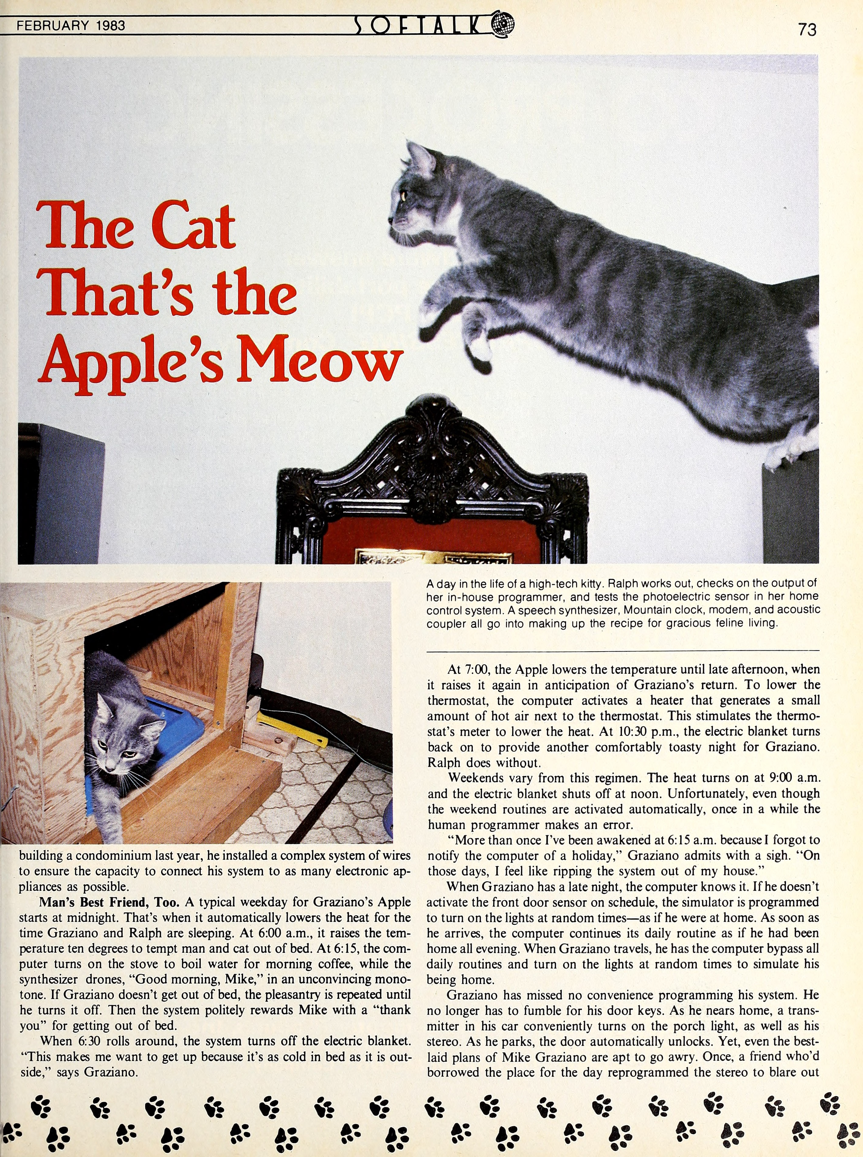 FEBRUARY 1983
SOFTALK
73
The Cat
That's the
Apple's Meow
A day in the life of a high-tech kitty. Ralph works out, checks on the output of
her in-house programmer, and tests the photoelectric sensor in her home
control system. A speech synthesizer, Mountain clock, modem, and acoustic
coupler all go into making up the recipe for gracious feline living.
building a condominium last year, he installed a complex system of wires
to ensure the capacity to connect his system to as many electronic ap-
pliances as possible.
Man's Best Friend, Too. A typical weekday for Graziano's Apple
starts at midnight. That's when it automatically lowers the heat for the
time Graziano and Ralph are sleeping. At 6:00 a.m., it raises the tem-
perature ten degrees to tempt man and cat out of bed. At 6:15, the com-
puter turns on the stove to boil water for morning coffee, while the
synthesizer drones, "Good morning, Mike," in an unconvincing mono-
tone. If Graziano doesn't get out of bed, the pleasantry is repeated until
he turns it off. Then the system politely rewards Mike with a "thank
you" for getting out of bed.
When 6:30 rolls around, the system turns off the electric blanket.
"This makes me want to get up because it's as cold in bed as it is out-
side," says Graziano.
At 7:00, the Apple lowers the temperature until late afternoon, when
it raises it again in anticipation of Graziano's return. To lower the
thermostat, the computer activates a heater that generates a small
amount of hot air next to the thermostat. This stimulates the thermo-
stat's meter to lower the heat. At 10:30 p.m., the electric blanket turns
back on to provide another comfortably toasty night for Graziano.
Ralph does without.
Weekends vary from this regimen. The heat turns on at 9:00 a.m.
and the electric blanket shuts off at noon. Unfortunately, even though
the weekend routines are activated automatically, once in a while the
human programmer makes an error.
"More than once I've been awakened at 6:15 a.m. because I forgot to
notify the computer of a holiday," Graziano admits with a sigh. "On
those days, I feel like ripping the system out of my house."
When Graziano has a late night, the computer knows it. If he doesn't
activate the front door sensor on schedule, the simulator is programmed
to turn on the lights at random times—as if he were at home. As soon as
he arrives, the computer continues its daily routine as if he had been
home all evening. When Graziano travels, he has the computer bypass all
daily routines and turn on the lights at random times to simulate his
being home.
Graziano has missed no convenience programming his system. He
no longer has to fumble for his door keys. As he nears home, a trans-
mitter in his car conveniently turns on the porch light, as well as his
stereo. As he parks, the door automatically unlocks. Yet, even the best-
laid plans of Mike Graziano are apt to go awry. Once, a friend who'd
borrowed the place for the day reprogrammed the stereo to blare out